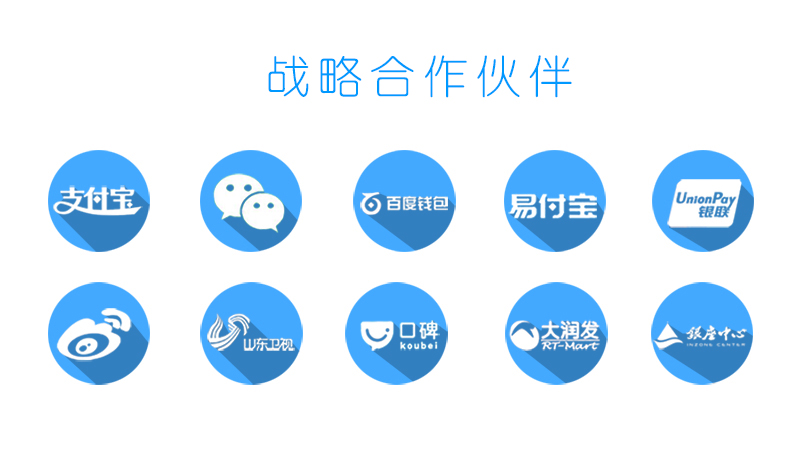 战略合作伙伴
支付宝
百度钱包
易付宝
UnionPay
银联
山东卫视
口碑
koubei
大润发
RT-Mart
银座中心
INZONE CENTER